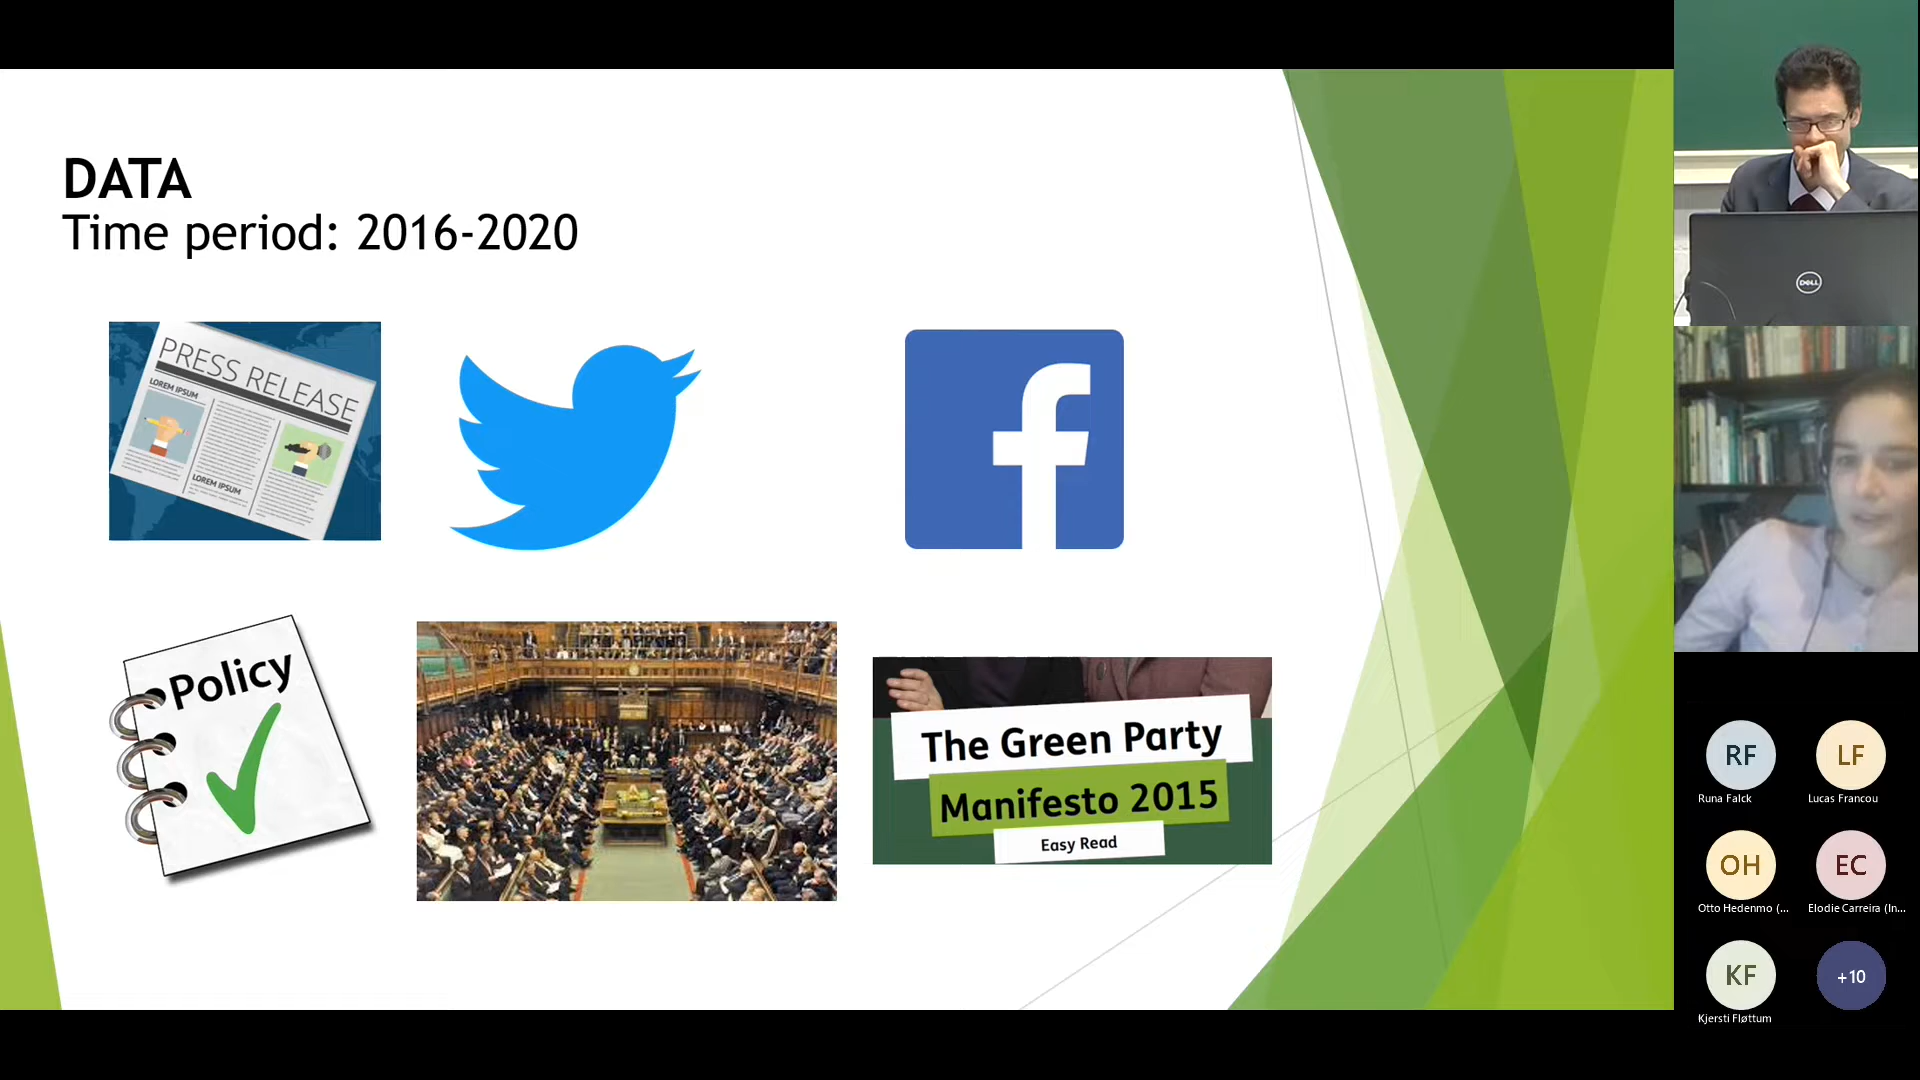 DATA
Time period: 2016-2020
PRESS RELEASE
LOREM IPSUM
LOREM IPSUM
Policy
The Green Party
Manifesto 2015
Easy Read
DELL
RF
LF
Runa Falck
Lucas Francou
OH
EC
Otto Hedenmo (...
Elodie Carreira (In...
KF
+10
Kjersti Fløttum